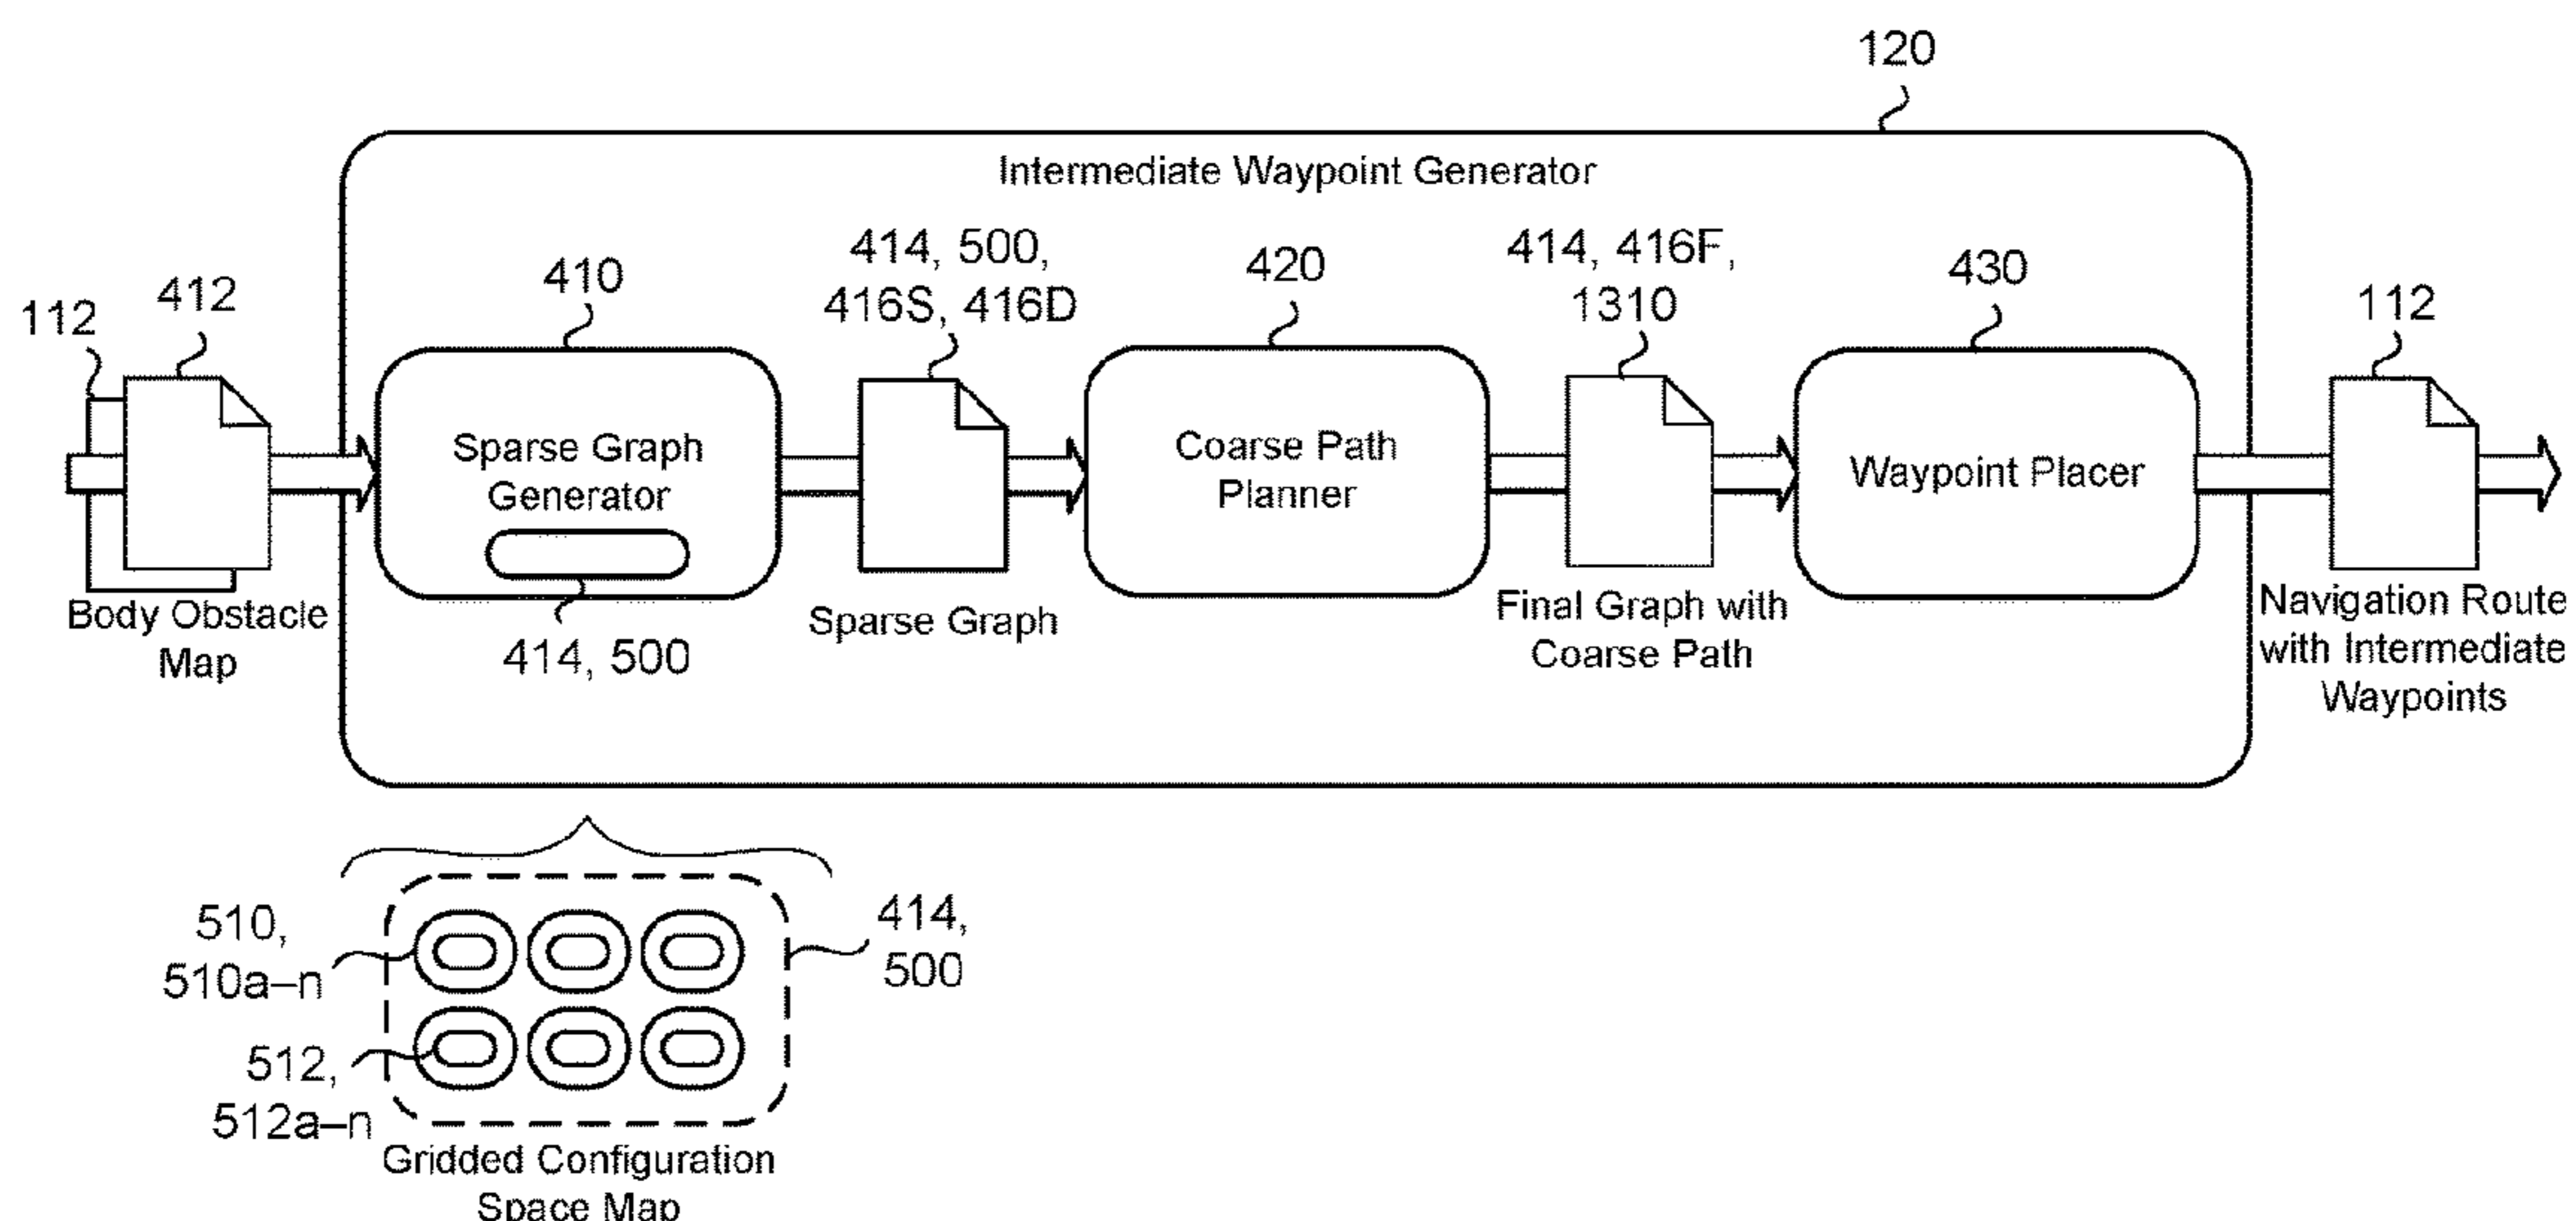 120
Intermediate Waypoint Generator
112
412
410
414, 500,
416S, 416D
420
414, 416F,
1310
430
112
Sparse Graph
Generator
Coarse Path
Planner
Waypoint Placer
414, 500
Body Obstacle
Map
Sparse Graph
Final Graph with
Coarse Path
Navigation Route
with Intermediate
Waypoints
510,
510a–n
414,
500
512,
512a–n
Gridded Configuration
Space Map